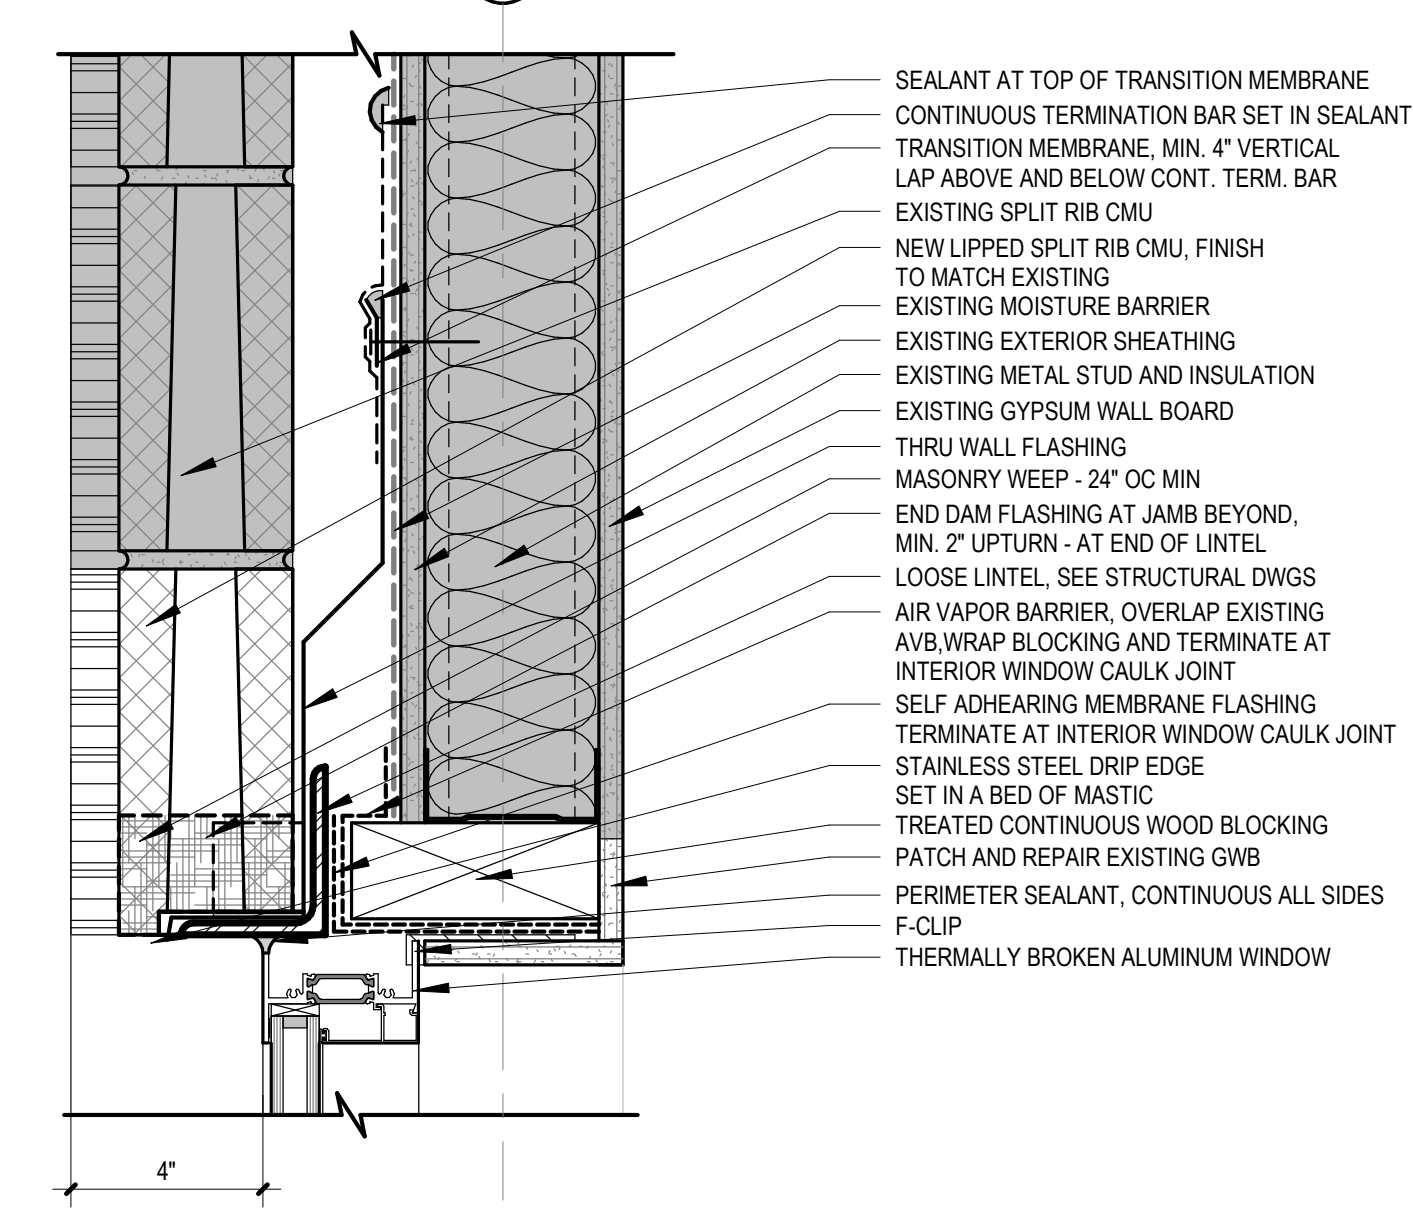 SEALANT AT TOP OF TRANSITION MEMBRANE
CONTINUOUS TERMINATION BAR SET IN SEALANT
TRANSITION MEMBRANE, MIN. 4" VERTICAL
LAP ABOVE AND BELOW CONT. TERM. BAR
EXISTING SPLIT RIB CMU
NEW LIPPED SPLIT RIB CMU, FINISH
TO MATCH EXISTING
EXISTING MOISTURE BARRIER
EXISTING EXTERIOR SHEATHING
EXISTING METAL STUD AND INSULATION
EXISTING GYPSUM WALL BOARD
THRU WALL FLASHING
MASONRY WEEP - 24" OC MIN
END DAM FLASHING AT JAMB BEYOND,
MIN. 2" UPTURN - AT END OF LINTEL
LOOSE LINTEL, SEE STRUCTURAL DWGS
AIR VAPOR BARRIER, OVERLAP EXISTING
AVB,WRAP BLOCKING AND TERMINATE AT
INTERIOR WINDOW CAULK JOINT
SELF ADHEARING MEMBRANE FLASHING
TERMINATE AT INTERIOR WINDOW CAULK JOINT
STAINLESS STEEL DRIP EDGE
SET IN A BED OF MASTIC
TREATED CONTINUOUS WOOD BLOCKING
PATCH AND REPAIR EXISTING GWB
PERIMETER SEALANT, CONTINUOUS ALL SIDES
F-CLIP
THERMALLY BROKEN ALUMINUM WINDOW
4"